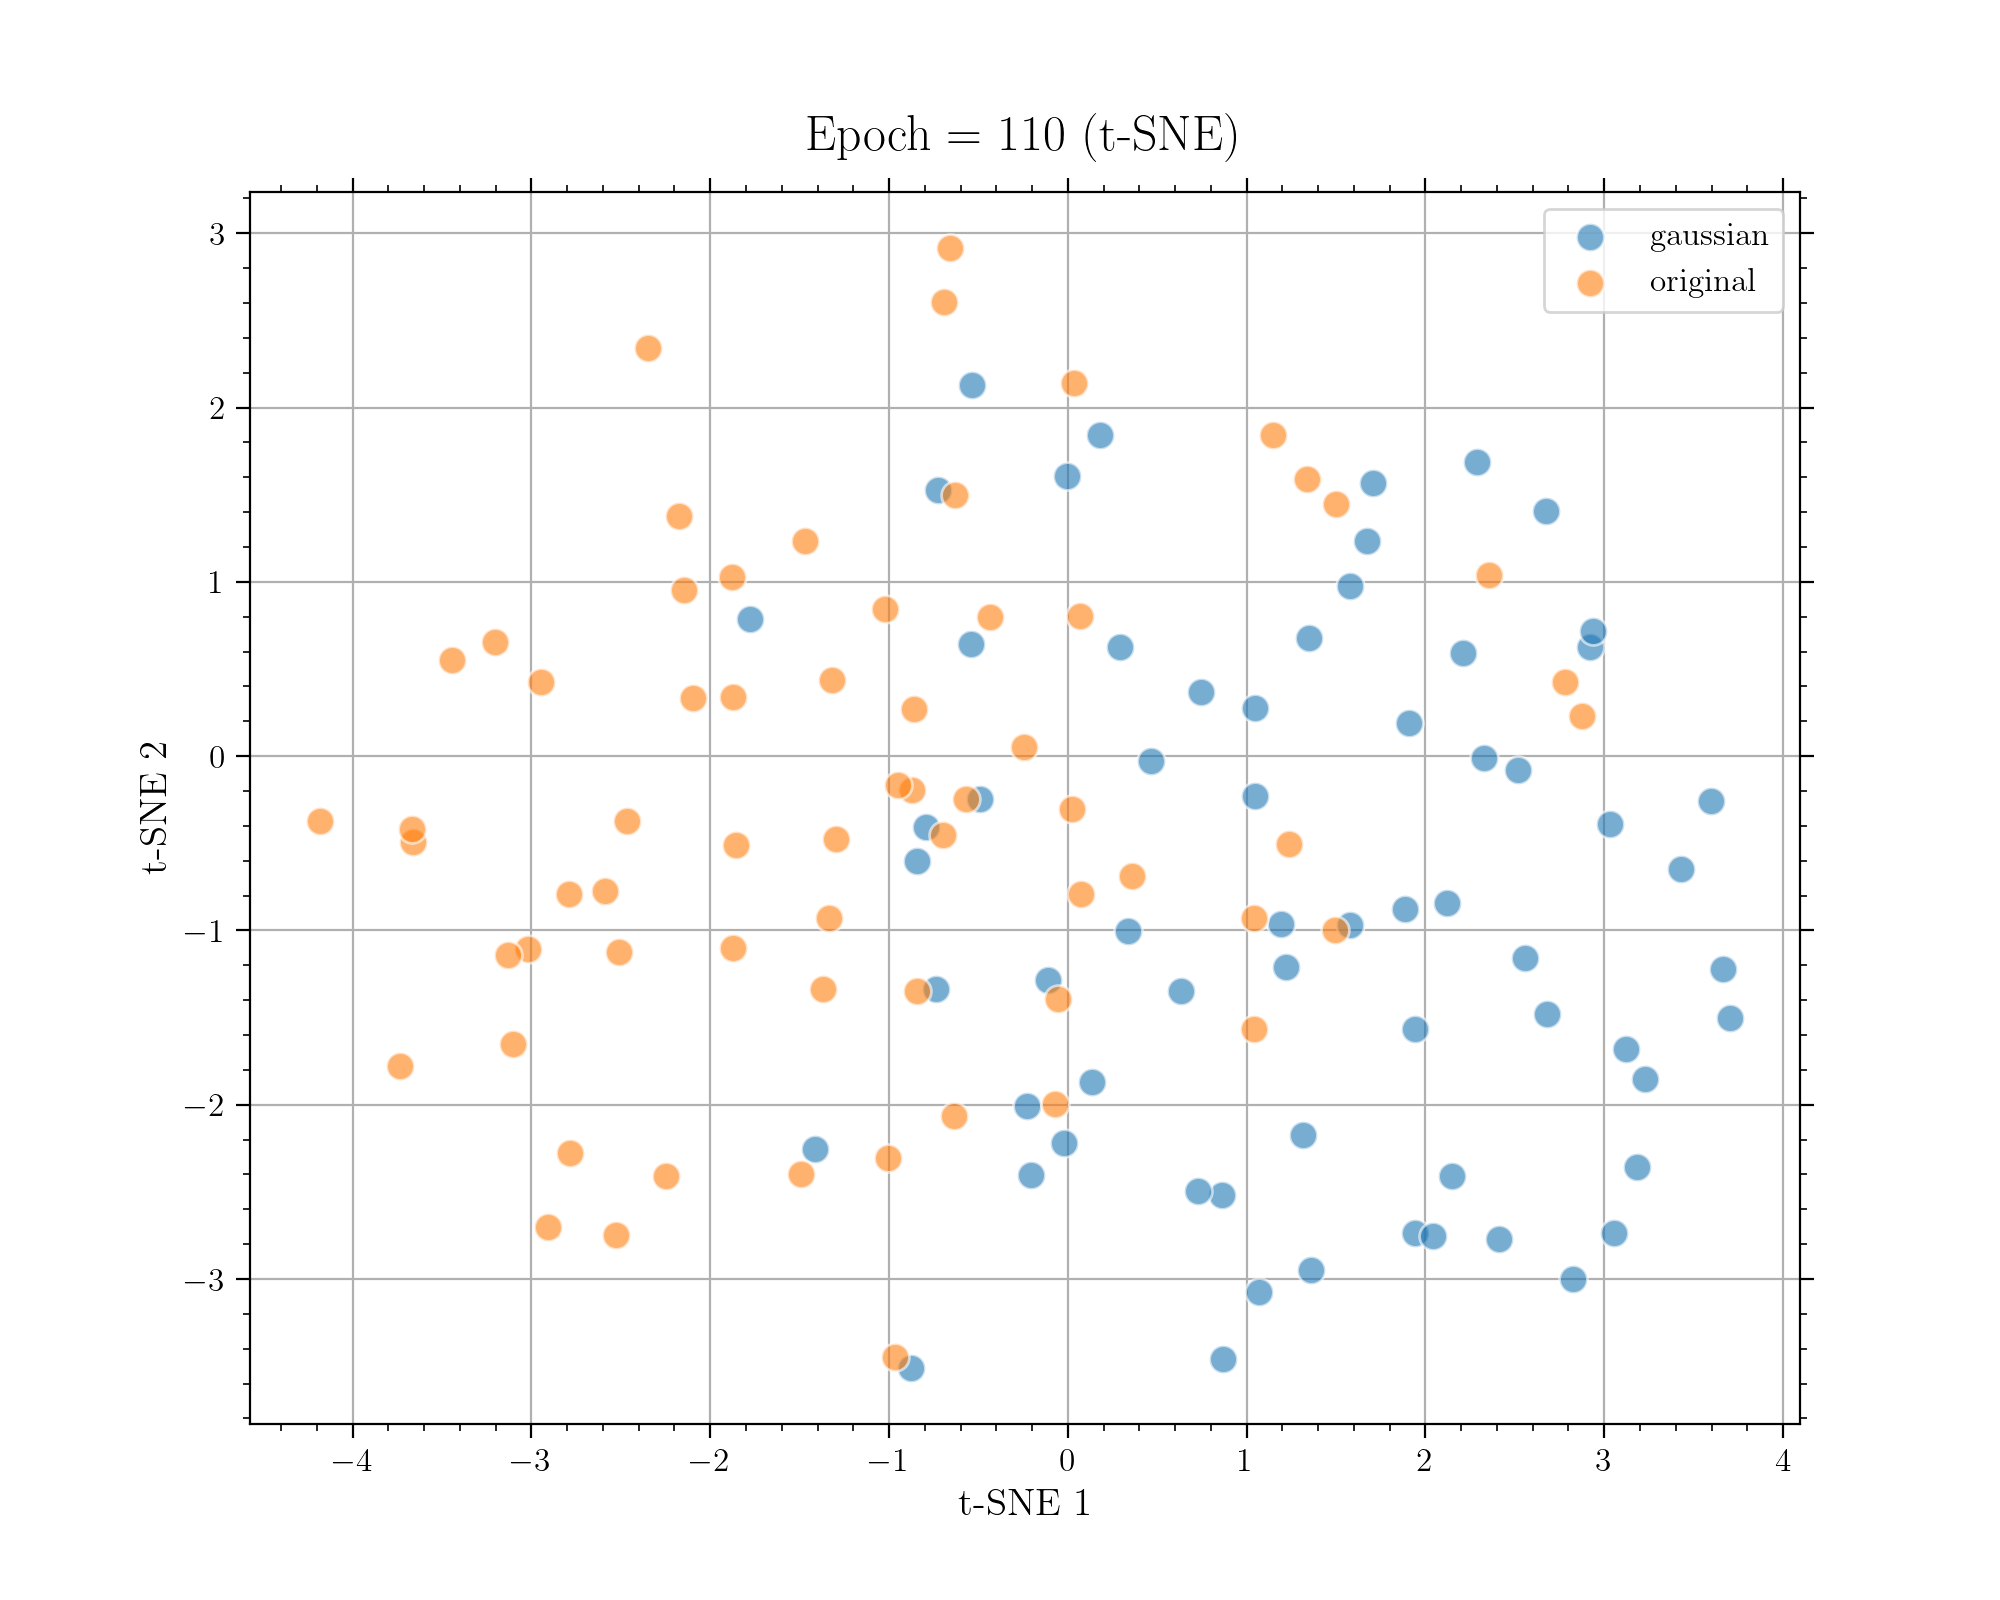 Epoch = 110 (t-SNE)
gaussian
original
3
2
1
0
−1
−2
−3
t-SNE 2
−4 −3 −2 −1 0 1 2 3 4
t-SNE 1